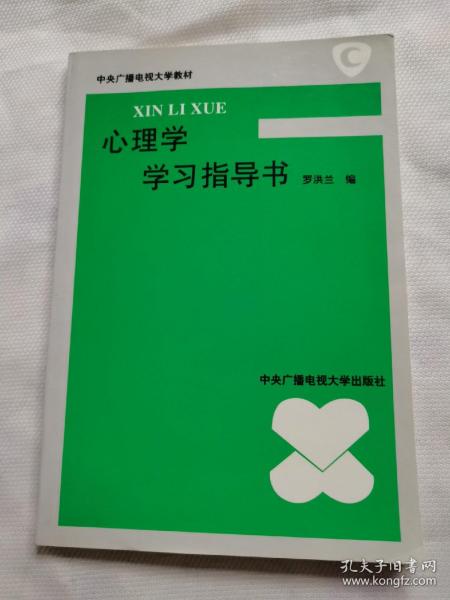 中央广播电视大学教材
C
XIN LI XUE
心理学
学习指导书 罗洪兰 编
中央广播电视大学出版社
孔夫子旧书网
www.kongfz.com